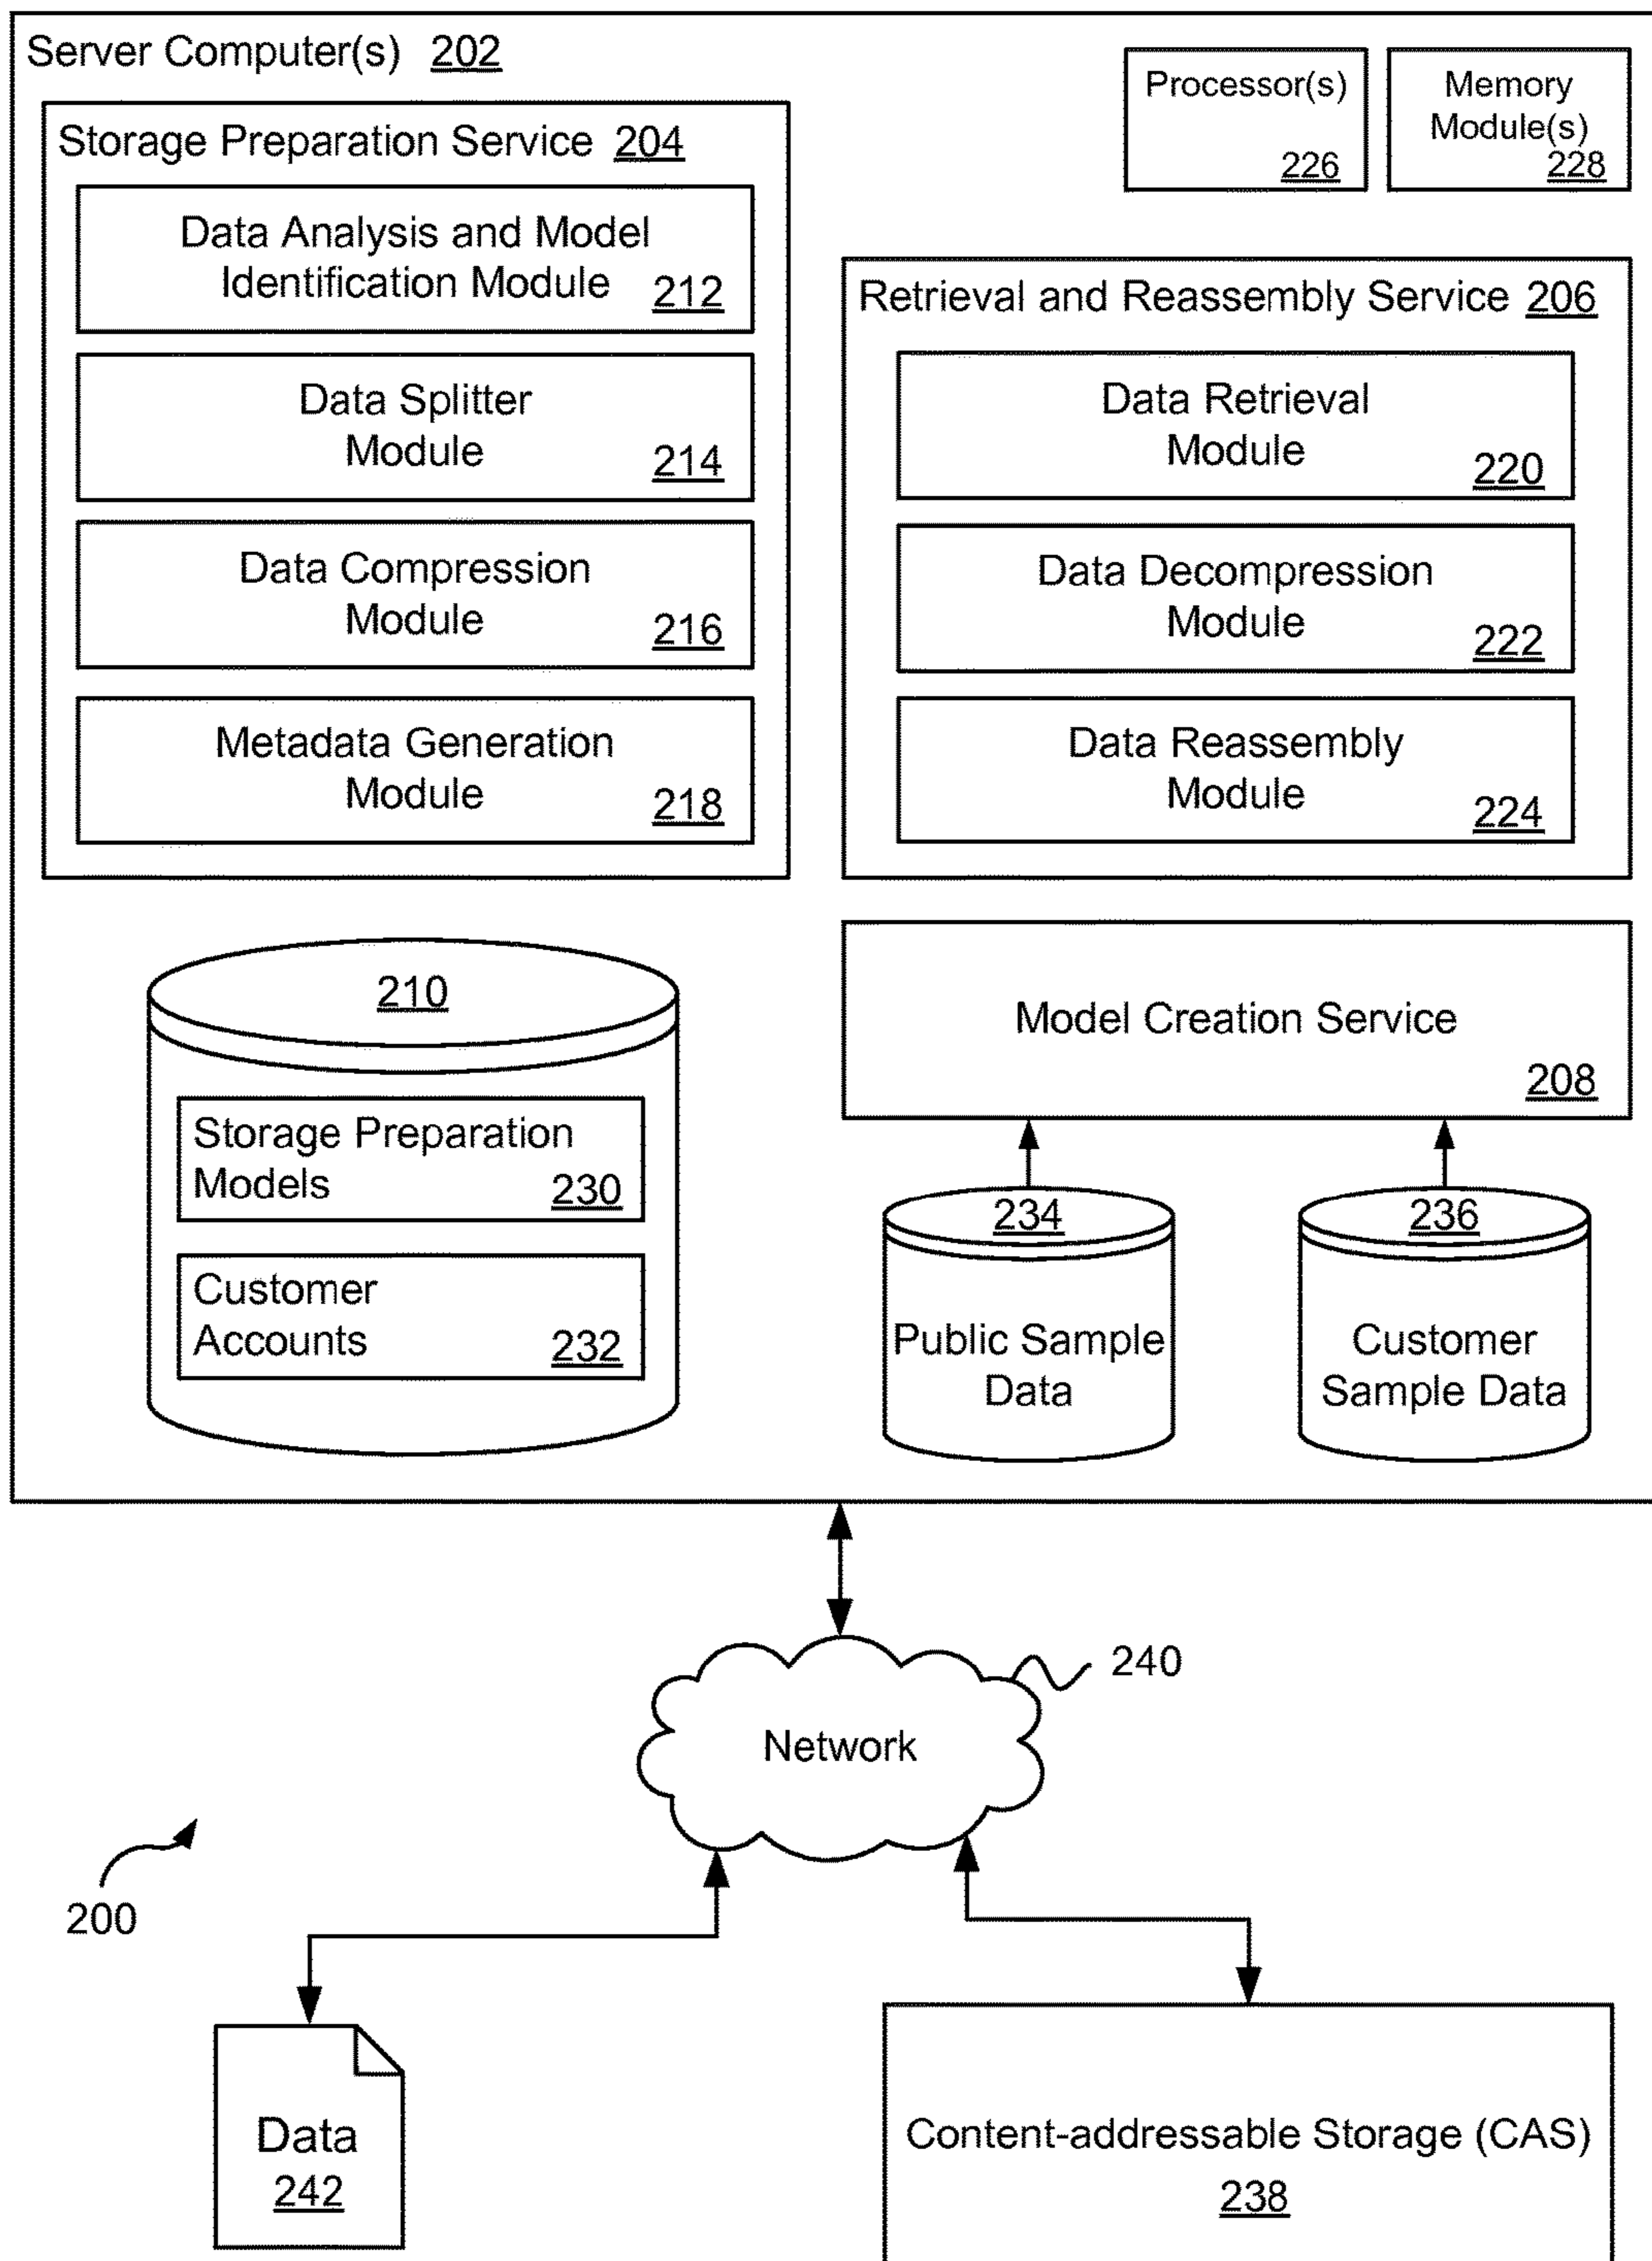 Server Computer(s) 202
Processor(s)
226
Memory
Module(s)
228
Storage Preparation Service 204
Data Analysis and Model
Identification Module 212
Data Splitter
Module 214
Data Compression
Module 216
Metadata Generation
Module 218
Retrieval and Reassembly Service 206
Data Retrieval
Module 220
Data Decompression
Module 222
Data Reassembly
Module 224
210
Storage Preparation
Models 230
Customer
Accounts 232
Model Creation Service
208
234
Public Sample
Data
236
Customer
Sample Data
240
Network
200
Data
242
Content-addressable Storage (CAS)
238